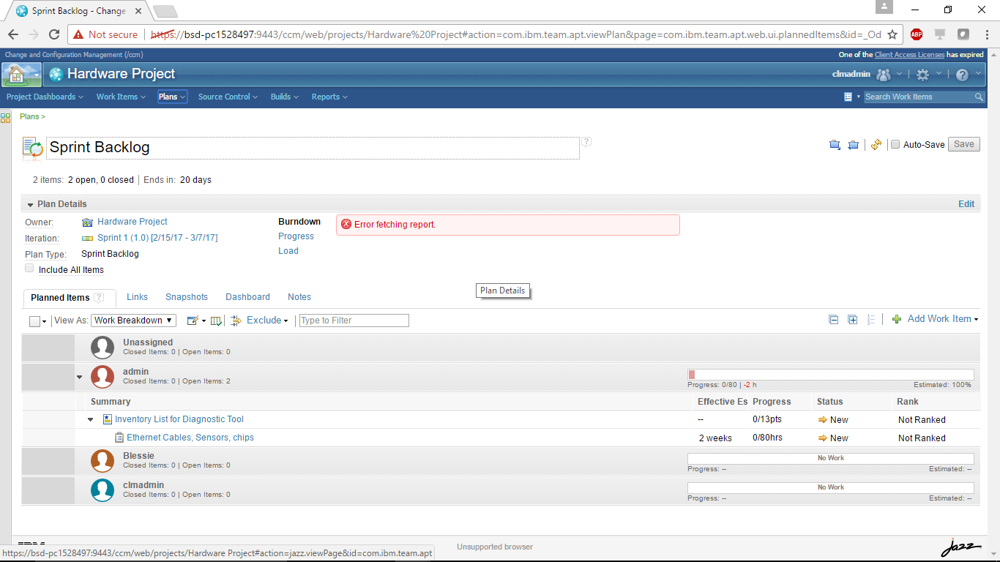 Sprint Backlog - Change
Not secure | https://bsd-pc1528497:9443/ccm/web/projects/Hardware%20Project#action=com.ibm.team.apt.viewPlan&page=com.ibm.team.apt.web.ui.plannedItems&id=_Od
ABP
Change and Configuration Management (/ccm)
One of the Client Access Licenses has expired
Hardware Project
clmadmin
Project Dashboards
Work Items
Plans
Source Control
Builds
Reports
Search Work Items
Plans >
Sprint Backlog
?
Auto-Save
Save
2 items: 2 open, 0 closed | Ends in: 20 days
Plan Details
Edit
Owner: Hardware Project
Iteration: Sprint 1 (1.0) [2/15/17 - 3/7/17]
Plan Type: Sprint Backlog
Include All Items
Burndown
Progress
Load
Error fetching report.
Plan Details
Planned Items ?
Links
Snapshots
Dashboard
Notes
View As: Work Breakdown
Exclude
Type to Filter
Add Work Item
Unassigned
Closed Items: 0 | Open Items: 0
admin
Closed Items: 0 | Open Items: 2
Progress: 0/80 | -2 h
Estimated: 100%
Summary Effective Es Progress Status Rank
Inventory List for Diagnostic Tool -- 0/13pts New Not Ranked
Ethernet Cables, Sensors, chips 2 weeks 0/80hrs New Not Ranked
Blessie
Closed Items: 0 | Open Items: 0
No Work
Progress: --
Estimated: --
clmadmin
Closed Items: 0 | Open Items: 0
No Work
Progress: --
Estimated: --
https://bsd-pc1528497:9443/ccm/web/projects/Hardware Project#action=jazz.viewPage&id=com.ibm.team.apt
Unsupported browser
jazz